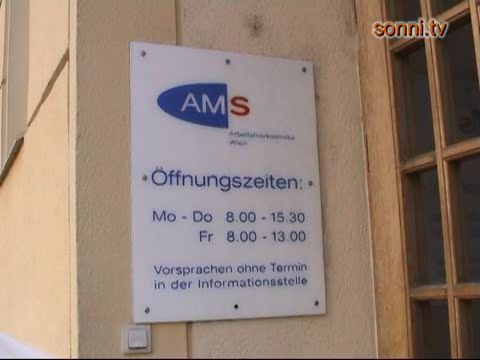 sonni.tv
AMS
Arbeitsmarktservice
Wien
Öffnungszeiten:
Mo - Do 8.00 - 15.30
Fr 8.00 - 13.00
Vorsprachen ohne Termin
in der Informationsstelle